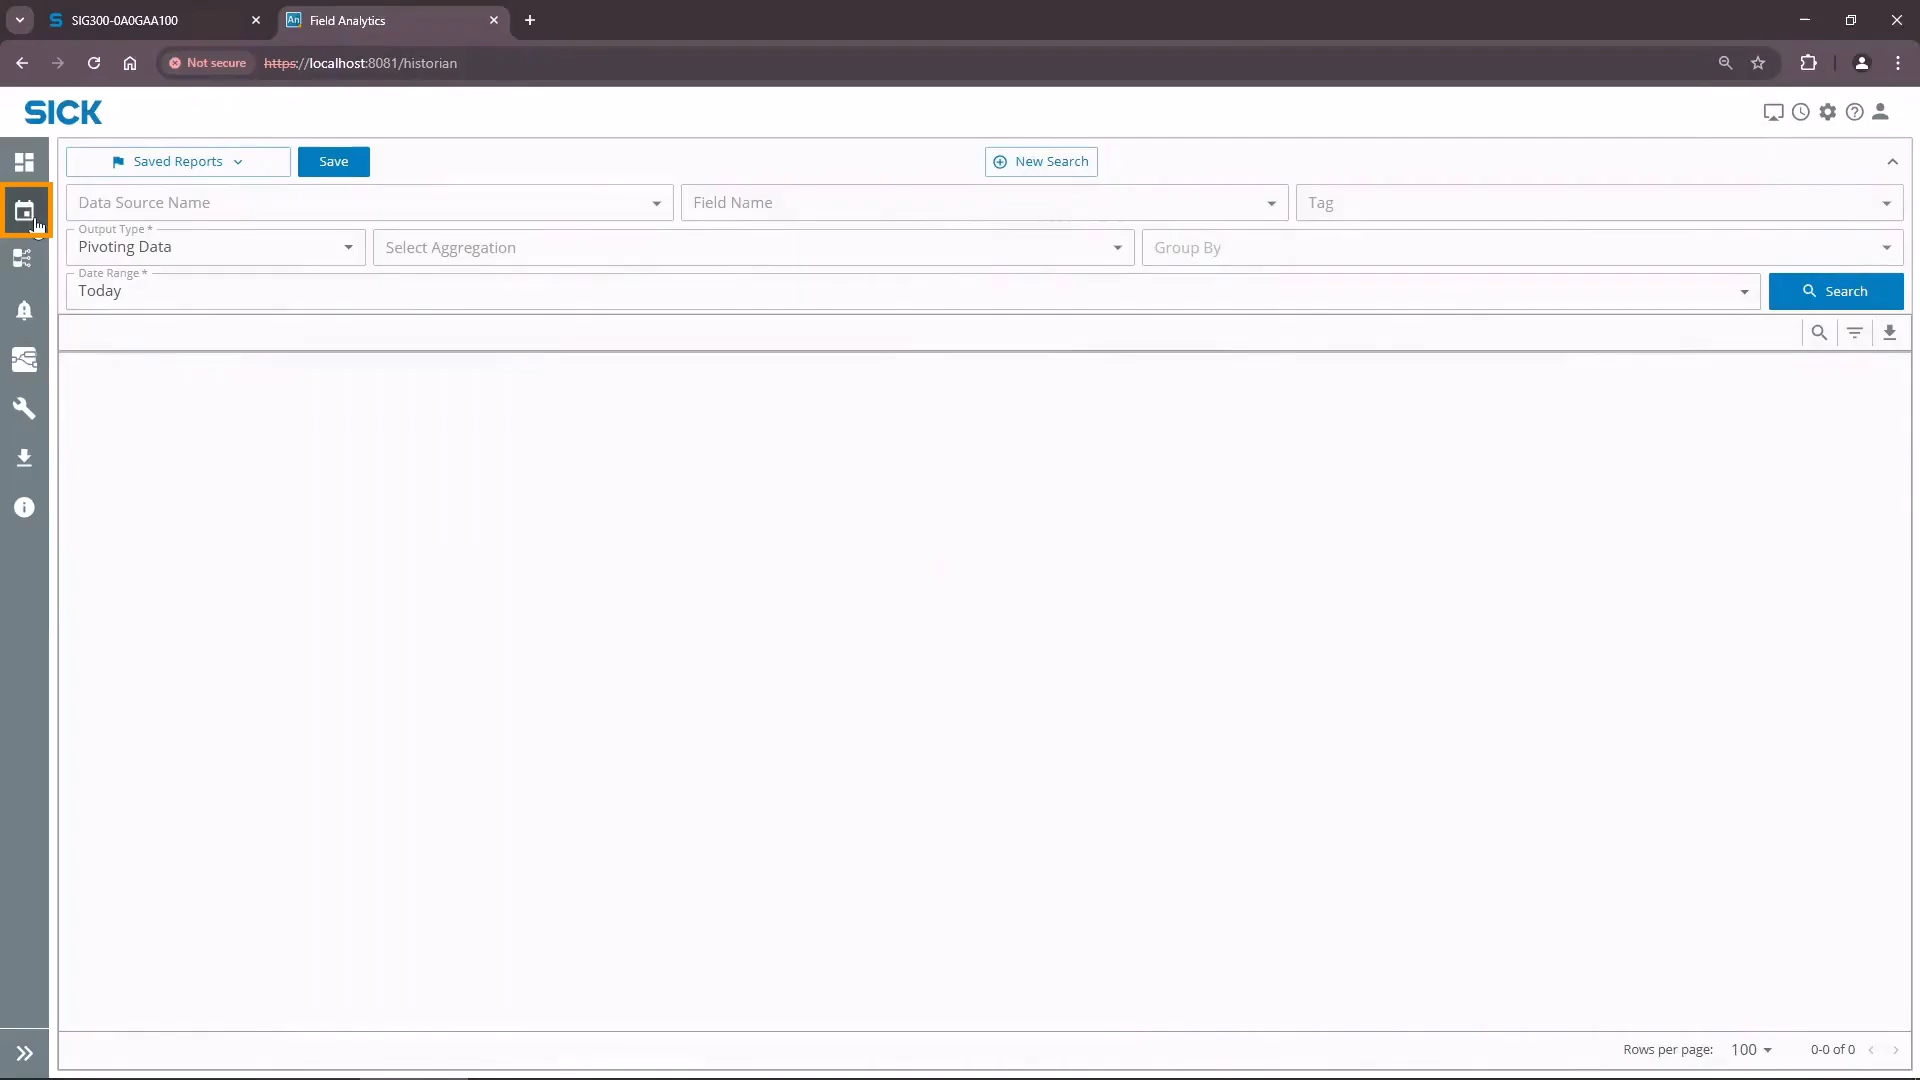 SIG300-0A0GAA100
An Field Analytics
Not secure https://localhost:8081/historian
SICK
Saved Reports Save New Search
Data Source Name Field Name Tag
Output Type *
Pivoting Data Select Aggregation Group By
Date Range *
Today Search
Rows per page: 100 0-0 of 0